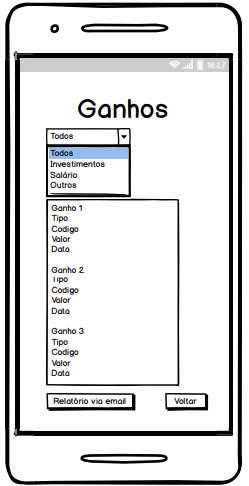 18:27
Ganhos
Todos
Todos
Investimentos
Salário
Outros
Ganho 1
Tipo
Codigo
Valor
Data
Ganho 2
Tipo
Codigo
Valor
Data
Ganho 3
Tipo
Codigo
Valor
Data
Relatório via email
Voltar